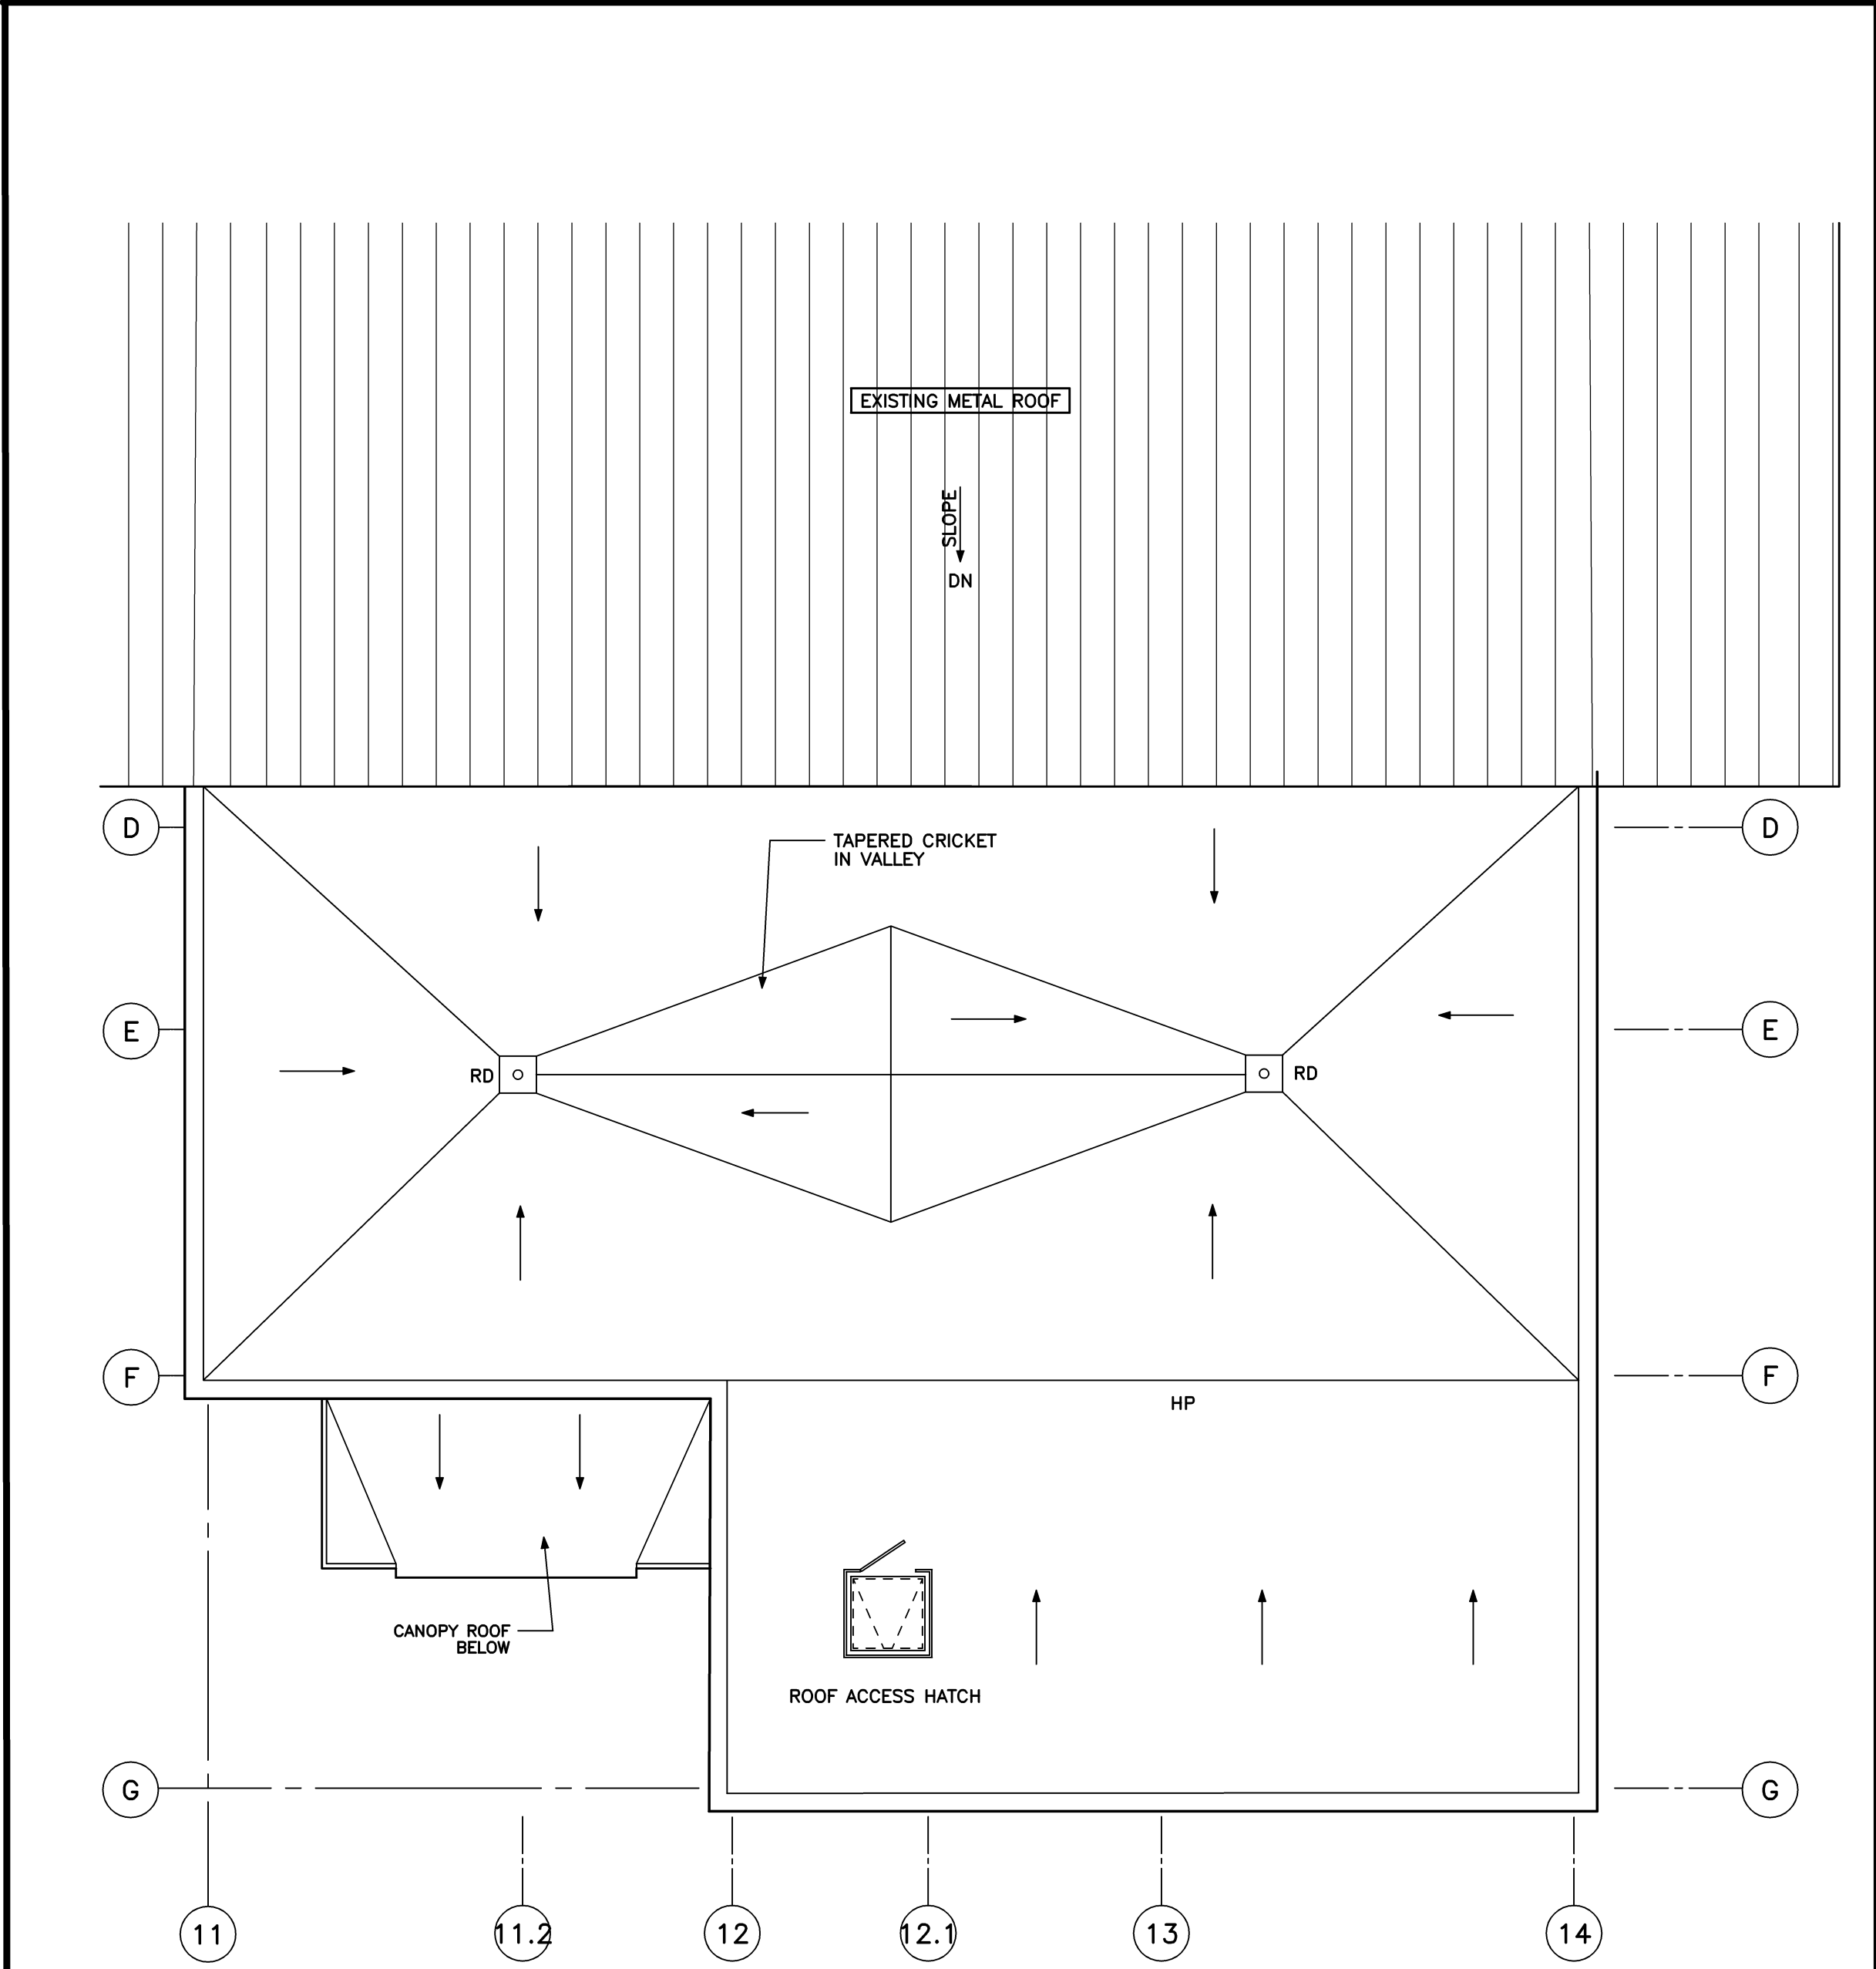 EXISTING METAL ROOF
SLOPE
DN
D
D
TAPERED CRICKET
IN VALLEY
E
E
RD
RD
F
F
HP
CANOPY ROOF
BELOW
ROOF ACCESS HATCH
G
G
11
11.2
12
12.1
13
14